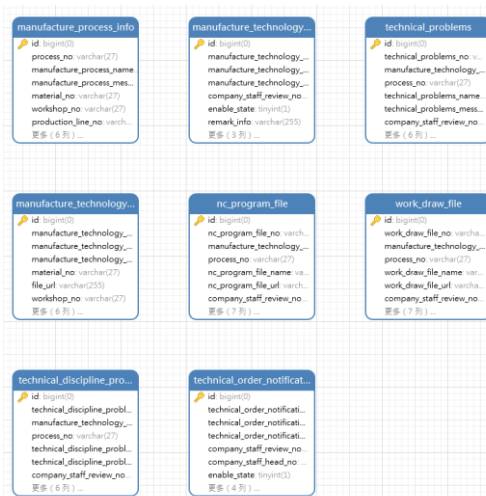 manufacture_process_info
id: bigint(0)
process_no: varchar(27)
manufacture_process_name
manufacture_process_mes...
material_no: varchar(27)
workshop_no: varchar(27)
production_line_no: varch...
更多 (6 列) ...
manufacture_technology...
id: bigint(0)
manufacture_technology_...
manufacture_technology_...
manufacture_technology_...
company_staff_review_no...
enable_state: tinyint(1)
remark_info: varchar(255)
更多 (3 列) ...
technical_problems
id: bigint(0)
technical_problems_no: v...
manufacture_technology_...
process_no: varchar(27)
technical_problems_name...
technical_problems_mess...
company_staff_review_no...
更多 (6 列) ...
manufacture_technology...
id: bigint(0)
manufacture_technology_...
manufacture_technology_...
manufacture_technology_...
material_no: varchar(27)
file_url: varchar(255)
workshop_no: varchar(27)
更多 (6 列) ...
nc_program_file
id: bigint(0)
nc_program_file_no: varch...
manufacture_technology_...
process_no: varchar(27)
nc_program_file_name: va...
nc_program_file_url: varch...
company_staff_review_no...
更多 (7 列) ...
work_draw_file
id: bigint(0)
work_draw_file_no: varcha...
manufacture_technology_...
process_no: varchar(27)
work_draw_file_name: var...
work_draw_file_url: varcha...
company_staff_review_no...
更多 (7 列) ...
technical_discipline_pro...
id: bigint(0)
technical_discipline_probl...
manufacture_technology_...
process_no: varchar(27)
technical_discipline_probl...
technical_discipline_probl...
company_staff_review_no...
更多 (6 列) ...
technical_order_notificat...
id: bigint(0)
technical_order_notificati...
technical_order_notificati...
technical_order_notificati...
company_staff_review_no...
company_staff_head_no: ...
enable_state: tinyint(1)
更多 (4 列) ...